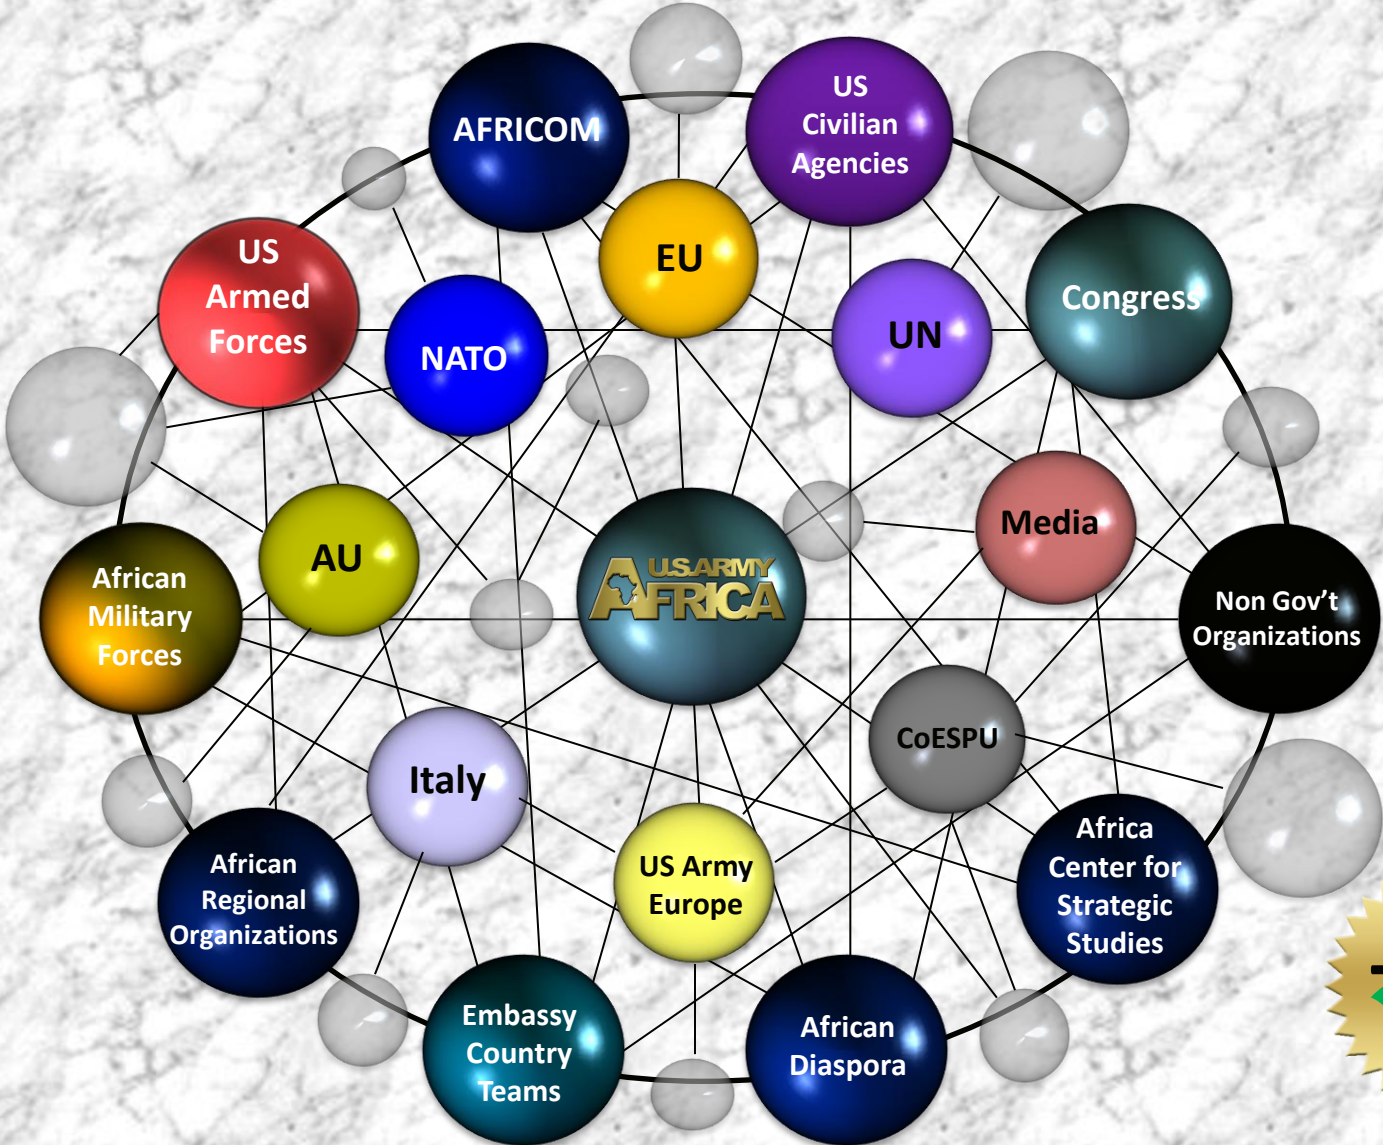 AFRICOM
US
Civilian
Agencies
US
Armed
Forces
EU
NATO
UN
Congress
AU
Media
African
Military
Forces
U.S.ARMY
AFRICA
Non Gov’t
Organizations
Italy
CoESPU
US Army
Europe
African
Regional
Organizations
Africa
Center for
Strategic
Studies
Embassy
Country
Teams
African
Diaspora